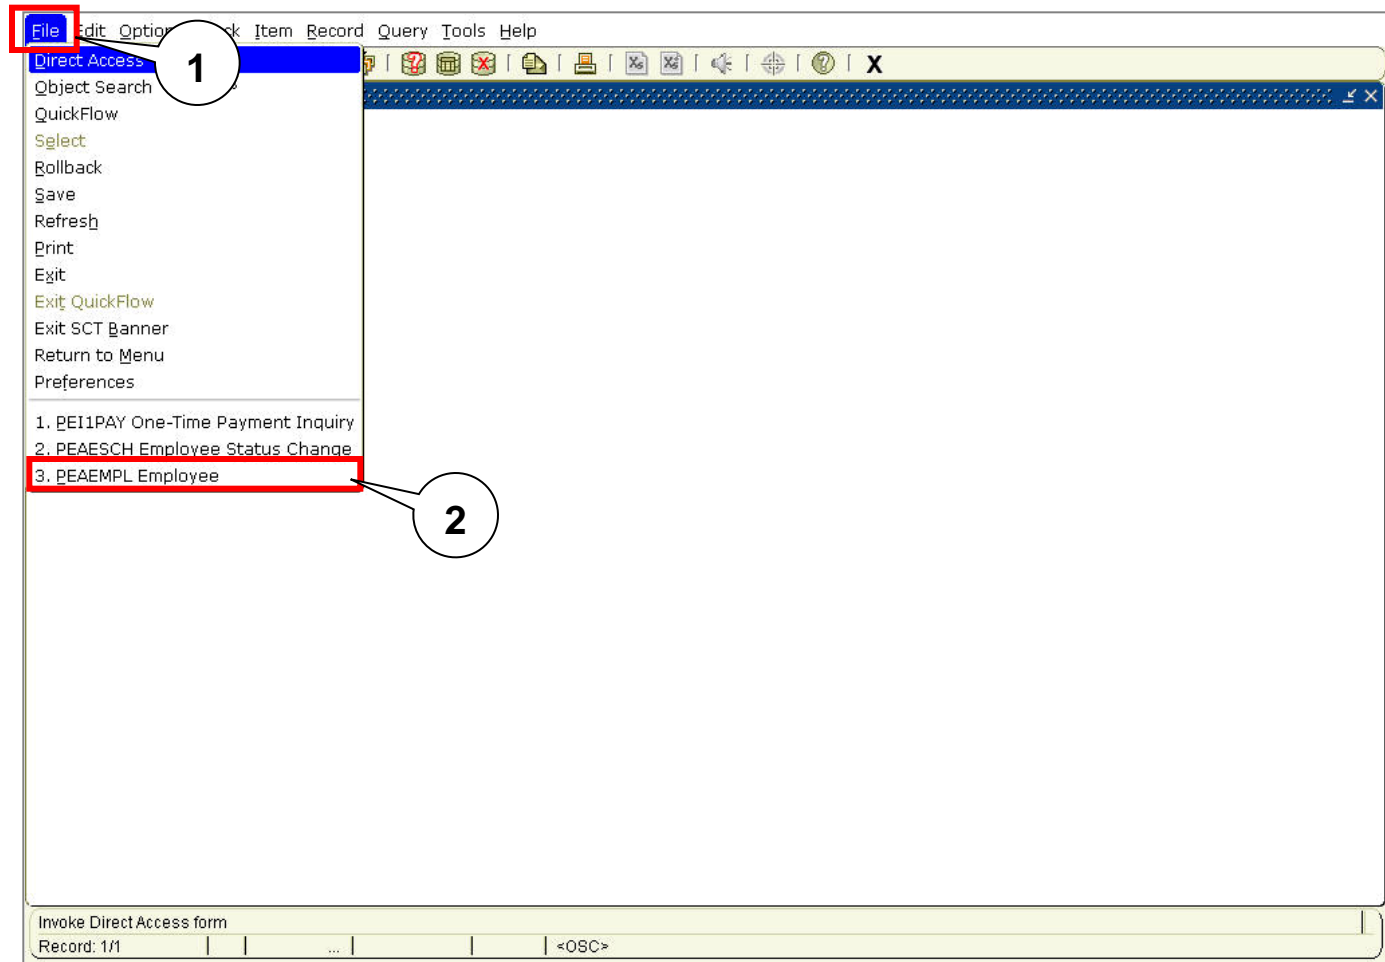 File Edit Option ck Item Record Query Tools Help
1
Direct Access
X
Object Search
QuickFlow
Select
Rollback
Save
Refresh
Print
Exit
Exit QuickFlow
Exit SCT Banner
Return to Menu
Preferences
1. PEI1PAY One-Time Payment Inquiry
2. PEAESCH Employee Status Change
3. PEAEMPL Employee
2
Invoke Direct Access form
Record: 1/1 ... <OSC>